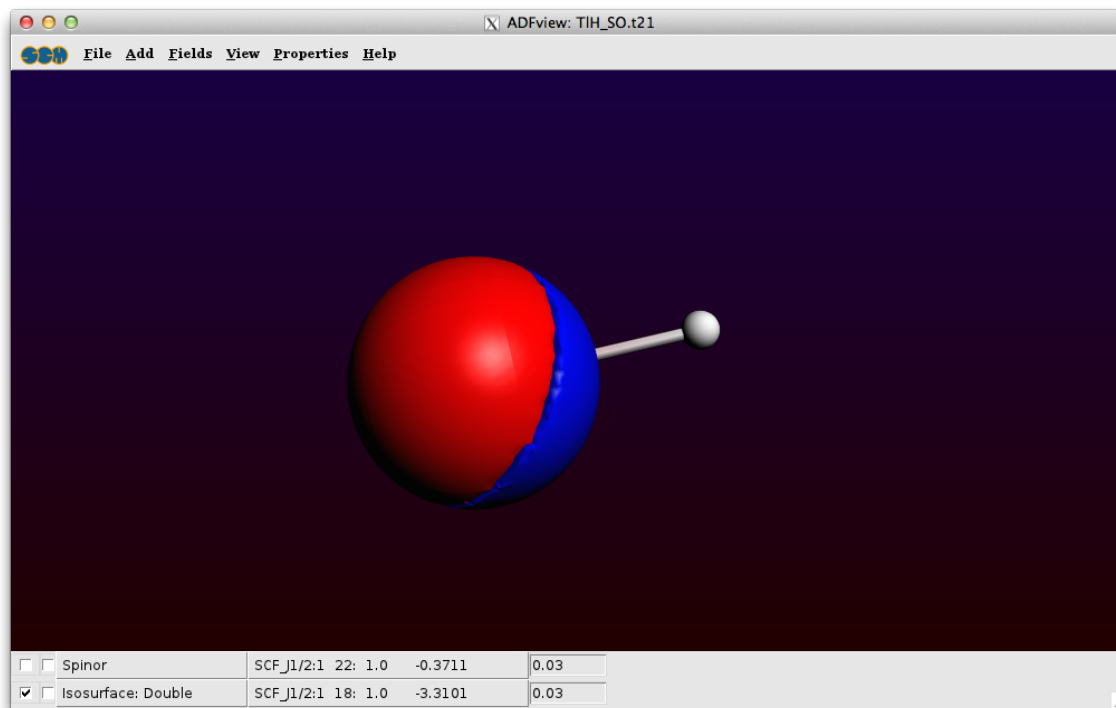 ADFview: TlH_SO.t21
SCM File Add Fields View Properties Help
Spinor SCF_J1/2:1 22: 1.0 -0.3711 0.03
Isosurface: Double SCF_J1/2:1 18: 1.0 -3.3101 0.03